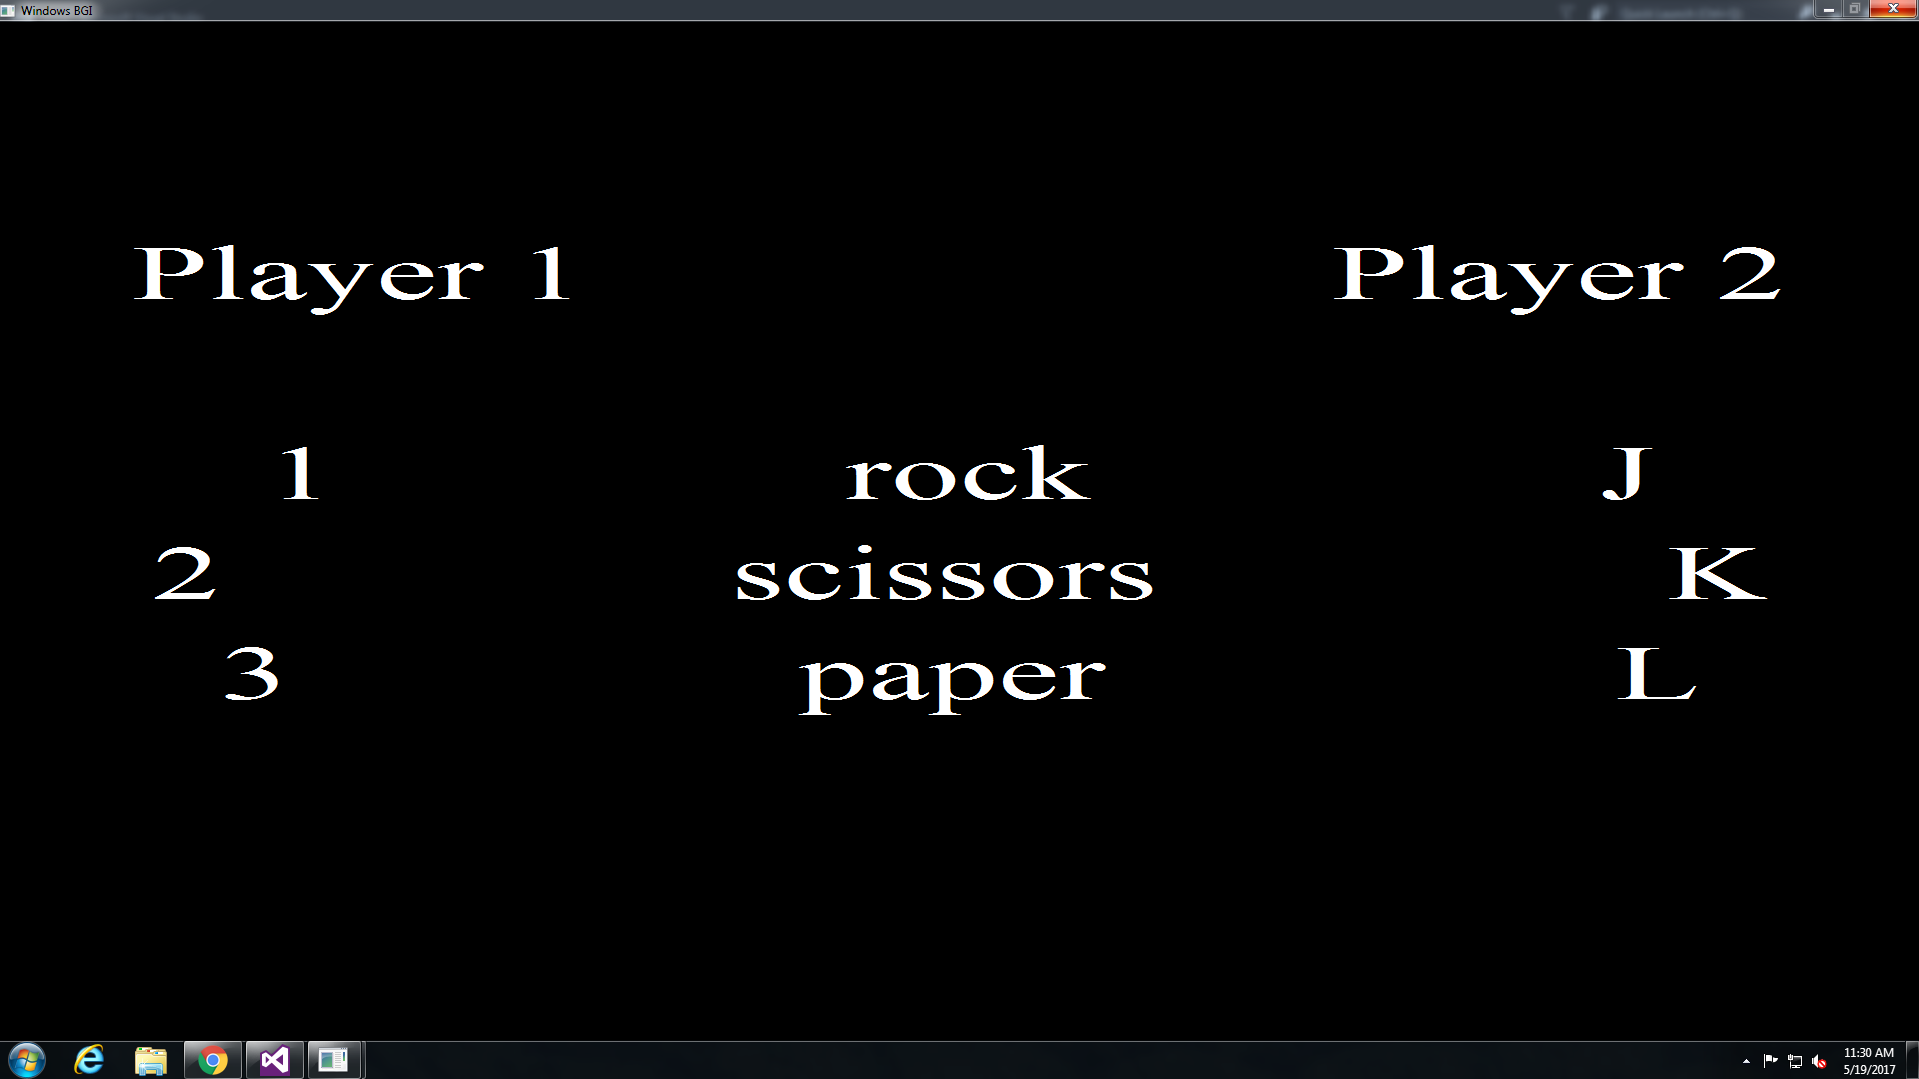 Windows BGI
Player 1 Player 2
1 rock J
2 scissors K
3 paper L
11:30 AM
5/19/2017